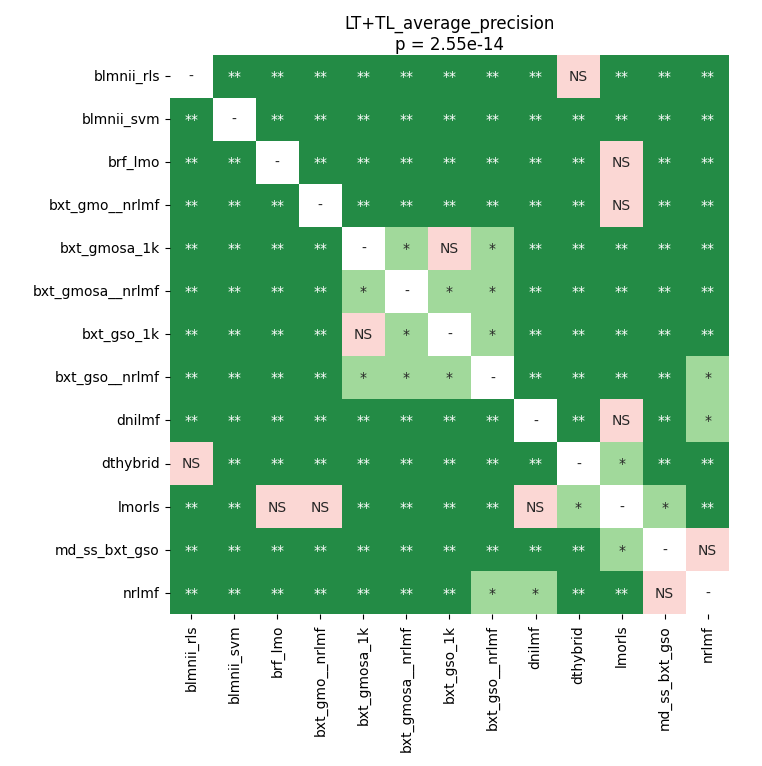 LT+TL_average_precision
p = 2.55e-14
blmnii_rls - ** ** ** ** ** ** ** ** NS ** ** **
blmnii_svm ** - ** ** ** ** ** ** ** ** ** ** **
brf_lmo ** ** - ** ** ** ** ** ** ** NS ** **
bxt_gmo__nrlmf ** ** ** - ** ** ** ** ** ** NS ** **
bxt_gmosa_1k ** ** ** ** - * NS * ** ** ** ** **
bxt_gmosa__nrlmf ** ** ** ** * - * * ** ** ** ** **
bxt_gso_1k ** ** ** ** NS * - * ** ** ** ** **
bxt_gso__nrlmf ** ** ** ** * * * - ** ** ** ** *
dnilmf ** ** ** ** ** ** ** ** - ** NS ** *
dthybrid NS ** ** ** ** ** ** ** ** - * ** **
lmorls ** ** NS NS ** ** ** ** NS * - * **
md_ss_bxt_gso ** ** ** ** ** ** ** ** ** ** * - NS
nrlmf ** ** ** ** ** ** ** * * ** ** NS -
blmnii_rls
blmnii_svm
brf_lmo
bxt_gmo__nrlmf
bxt_gmosa_1k
bxt_gmosa__nrlmf
bxt_gso_1k
bxt_gso__nrlmf
dnilmf
dthybrid
lmorls
md_ss_bxt_gso
nrlmf